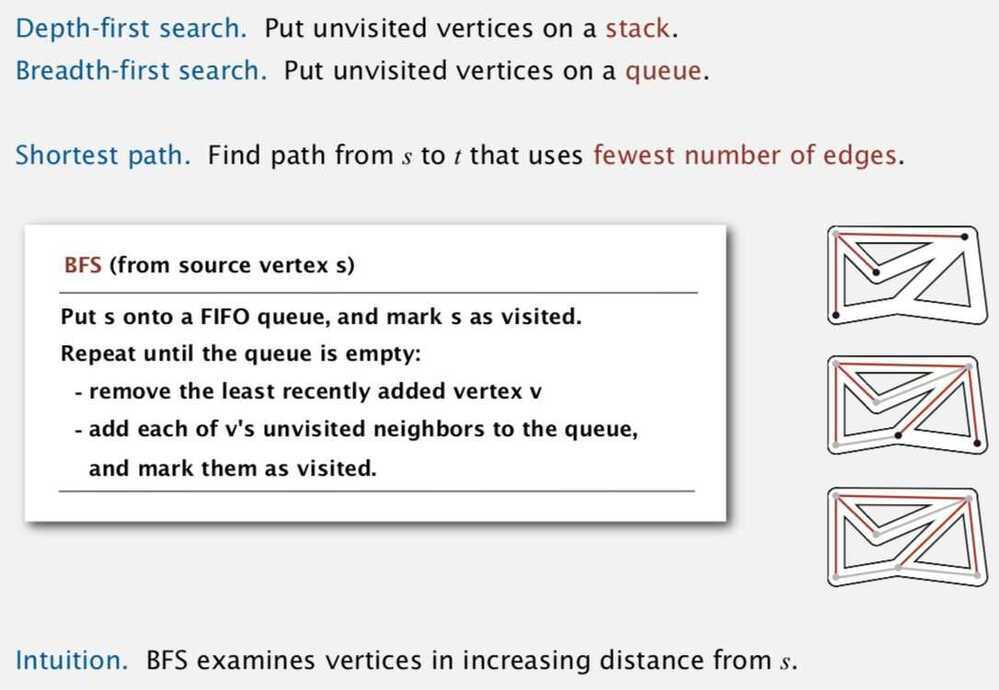 Depth-first search. Put unvisited vertices on a stack.
Breadth-first search. Put unvisited vertices on a queue.
Shortest path. Find path from s to t that uses fewest number of edges.
BFS (from source vertex s)
Put s onto a FIFO queue, and mark s as visited.
Repeat until the queue is empty:
- remove the least recently added vertex v
- add each of v's unvisited neighbors to the queue,
and mark them as visited.
Intuition. BFS examines vertices in increasing distance from s.